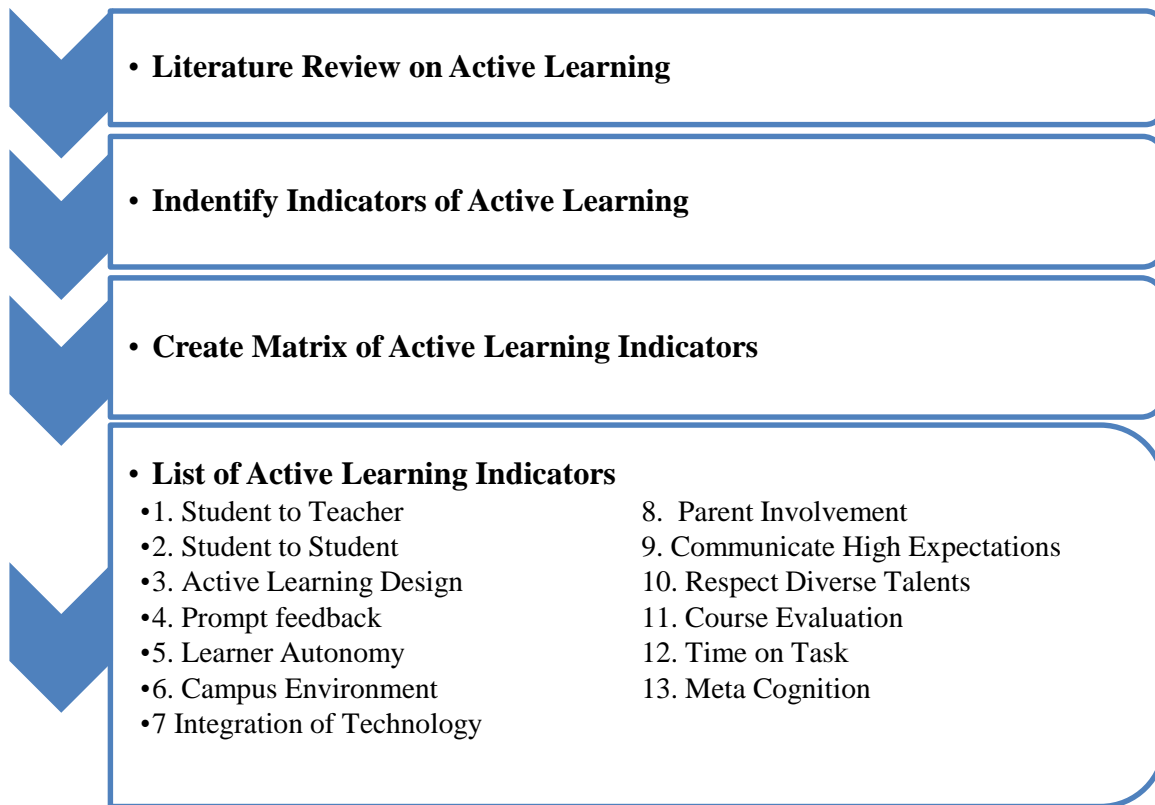 • Literature Review on Active Learning
• Indentify Indicators of Active Learning
• Create Matrix of Active Learning Indicators
• List of Active Learning Indicators
•1. Student to Teacher
•2. Student to Student
•3. Active Learning Design
•4. Prompt feedback
•5. Learner Autonomy
•6. Campus Environment
•7 Integration of Technology
8. Parent Involvement
9. Communicate High Expectations
10. Respect Diverse Talents
11. Course Evaluation
12. Time on Task
13. Meta Cognition